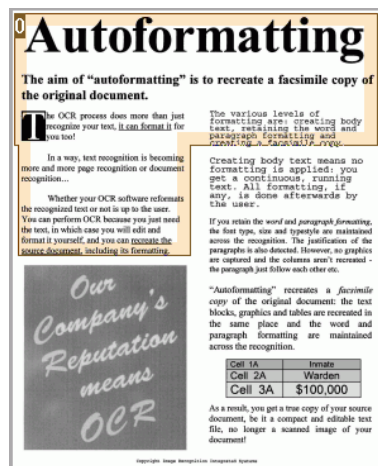 0
Autoformatting
The aim of “autoformatting” is to recreate a facsimile copy of
the original document.
The OCR process does more than just
recognize your text, it can format it for
you too!
In a way, text recognition is becoming
more and more page recognition or document
recognition...
Whether your OCR software reformats
the recognized text or not is up to the user.
You can perform OCR because you just need
the text, in which case you will edit and
format it yourself, and you can recreate the
source document, including its formatting.
Our
Company's
Reputation
means
OCR
The various levels of
formatting are: creating body
text, retaining the word and
paragraph formatting and
creating a facsimile copy.
Creating body text means no
formatting is applied: you
get a continuous, running
text. All formatting, if
any, is done afterwards by
the user.
If you retain the word and paragraph formatting,
the font type, size and typestyle are maintained
across the recognition. The justification of the
paragraphs is also detected. However, no graphics
are captured and the columns aren't recreated -
the paragraph just follow each other etc.
“Autoformatting” recreates a facsimile
copy of the original document: the text
blocks, graphics and tables are recreated in
the same place and the word and
paragraph formatting are maintained
across the recognition.
Cell 1A Inmate
Cell 2A Warden
Cell 3A $100,000
As a result, you get a true copy of your source
document, be it a compact and editable text
file, no longer a scanned image of your
document!
Copyright Image Recognition Integrated Systems